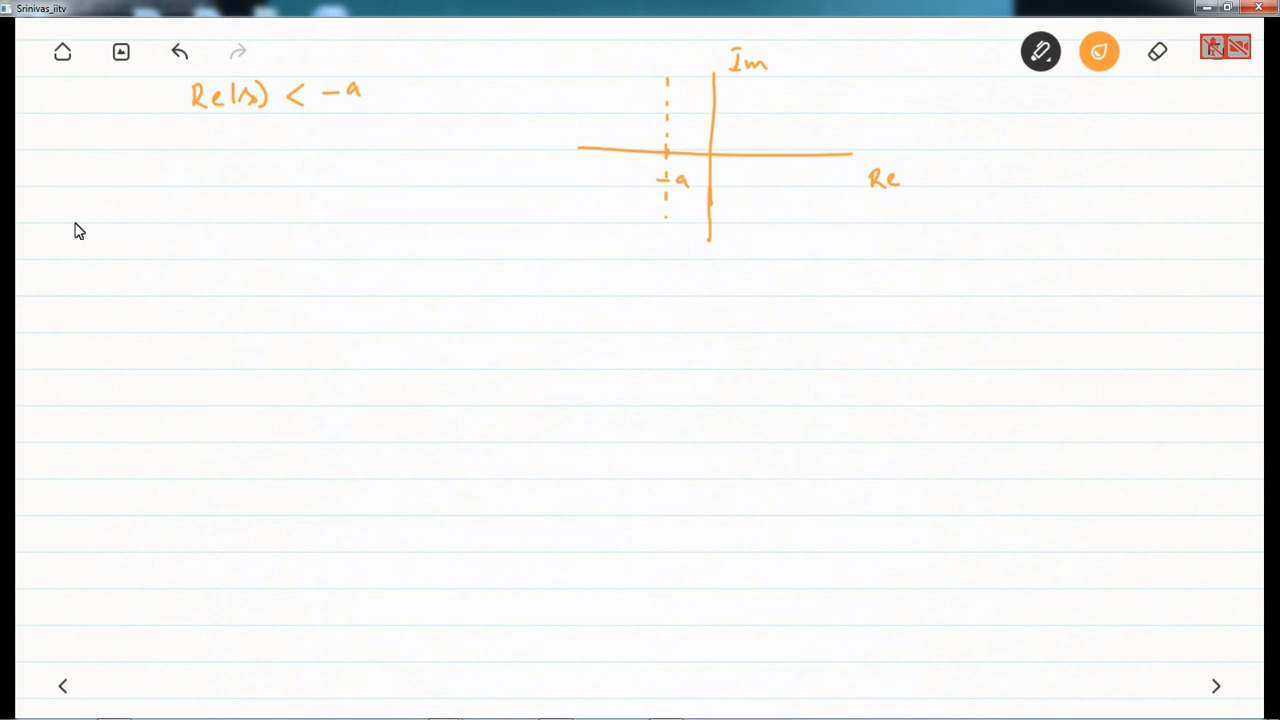 Srinivas_iitv
Im
Re(s) < -a
-a
Re